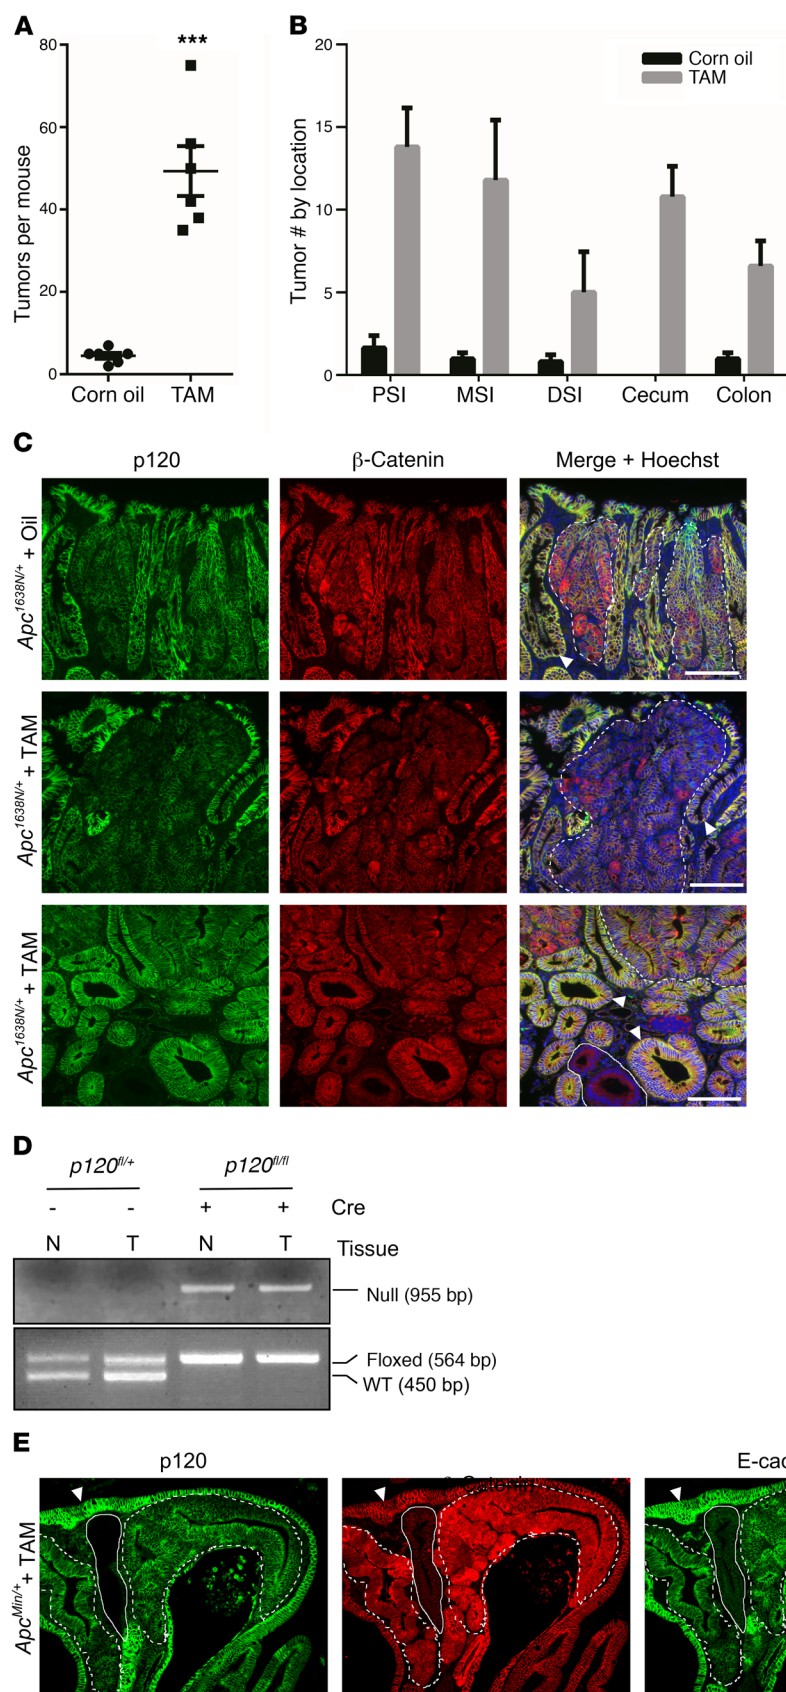 A
***
80
60
40
20
0
Tumors per mouse
Corn oil TAM
B
20
15
10
5
0
Tumor # by location
Corn oil
TAM
PSI MSI DSI Cecum Colon
C
p120 β-Catenin Merge + Hoechst
Apc1638N/+ + Oil
Apc1638N/+ + TAM
Apc1638N/+ + TAM
D
p120fl/+ p120fl/fl
- - + + Cre
N T N T Tissue
Null (955 bp)
Floxed (564 bp)
WT (450 bp)
E
p120 E-cad
ApcMin/+ + TAM